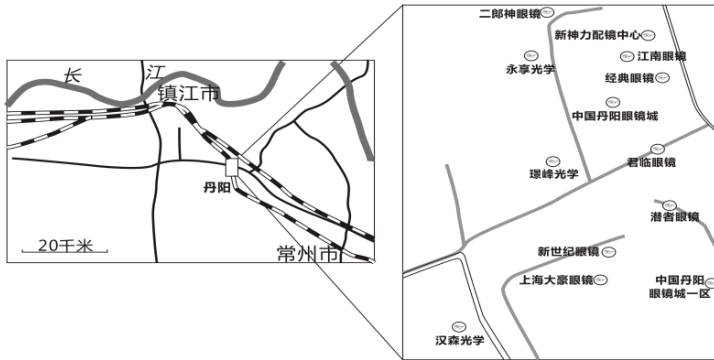 长 江
镇江市
丹阳
20千米
常州市
二郎神眼镜
新神力配镜中心
永享光学
江南眼镜
经典眼镜
中国丹阳眼镜城
君临眼镜
璟峰光学
潜者眼镜
新世纪眼镜
上海大豪眼镜
中国丹阳
眼镜城一区
汉森光学